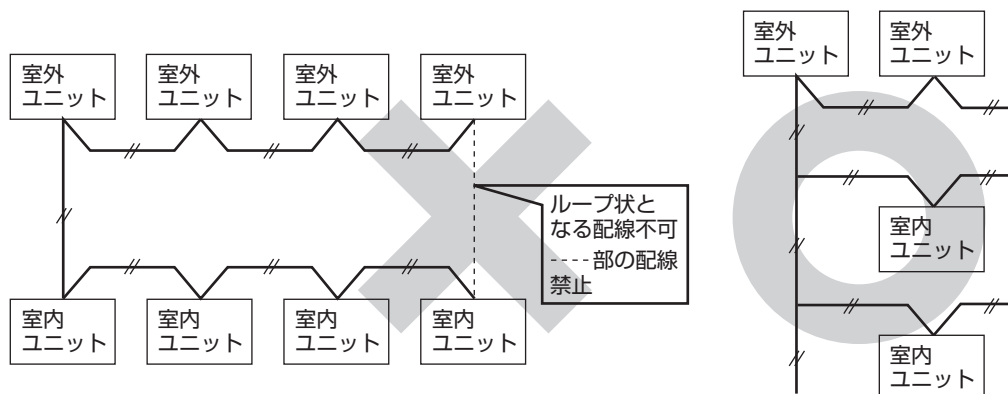 室外
ユニット
室外
ユニット
室外
ユニット
室外
ユニット
ループ状と
なる配線不可
----部の配線
禁止
室内
ユニット
室内
ユニット
室内
ユニット
室内
ユニット
室外
ユニット
室外
ユニット
室内
ユニット
室内
ユニット